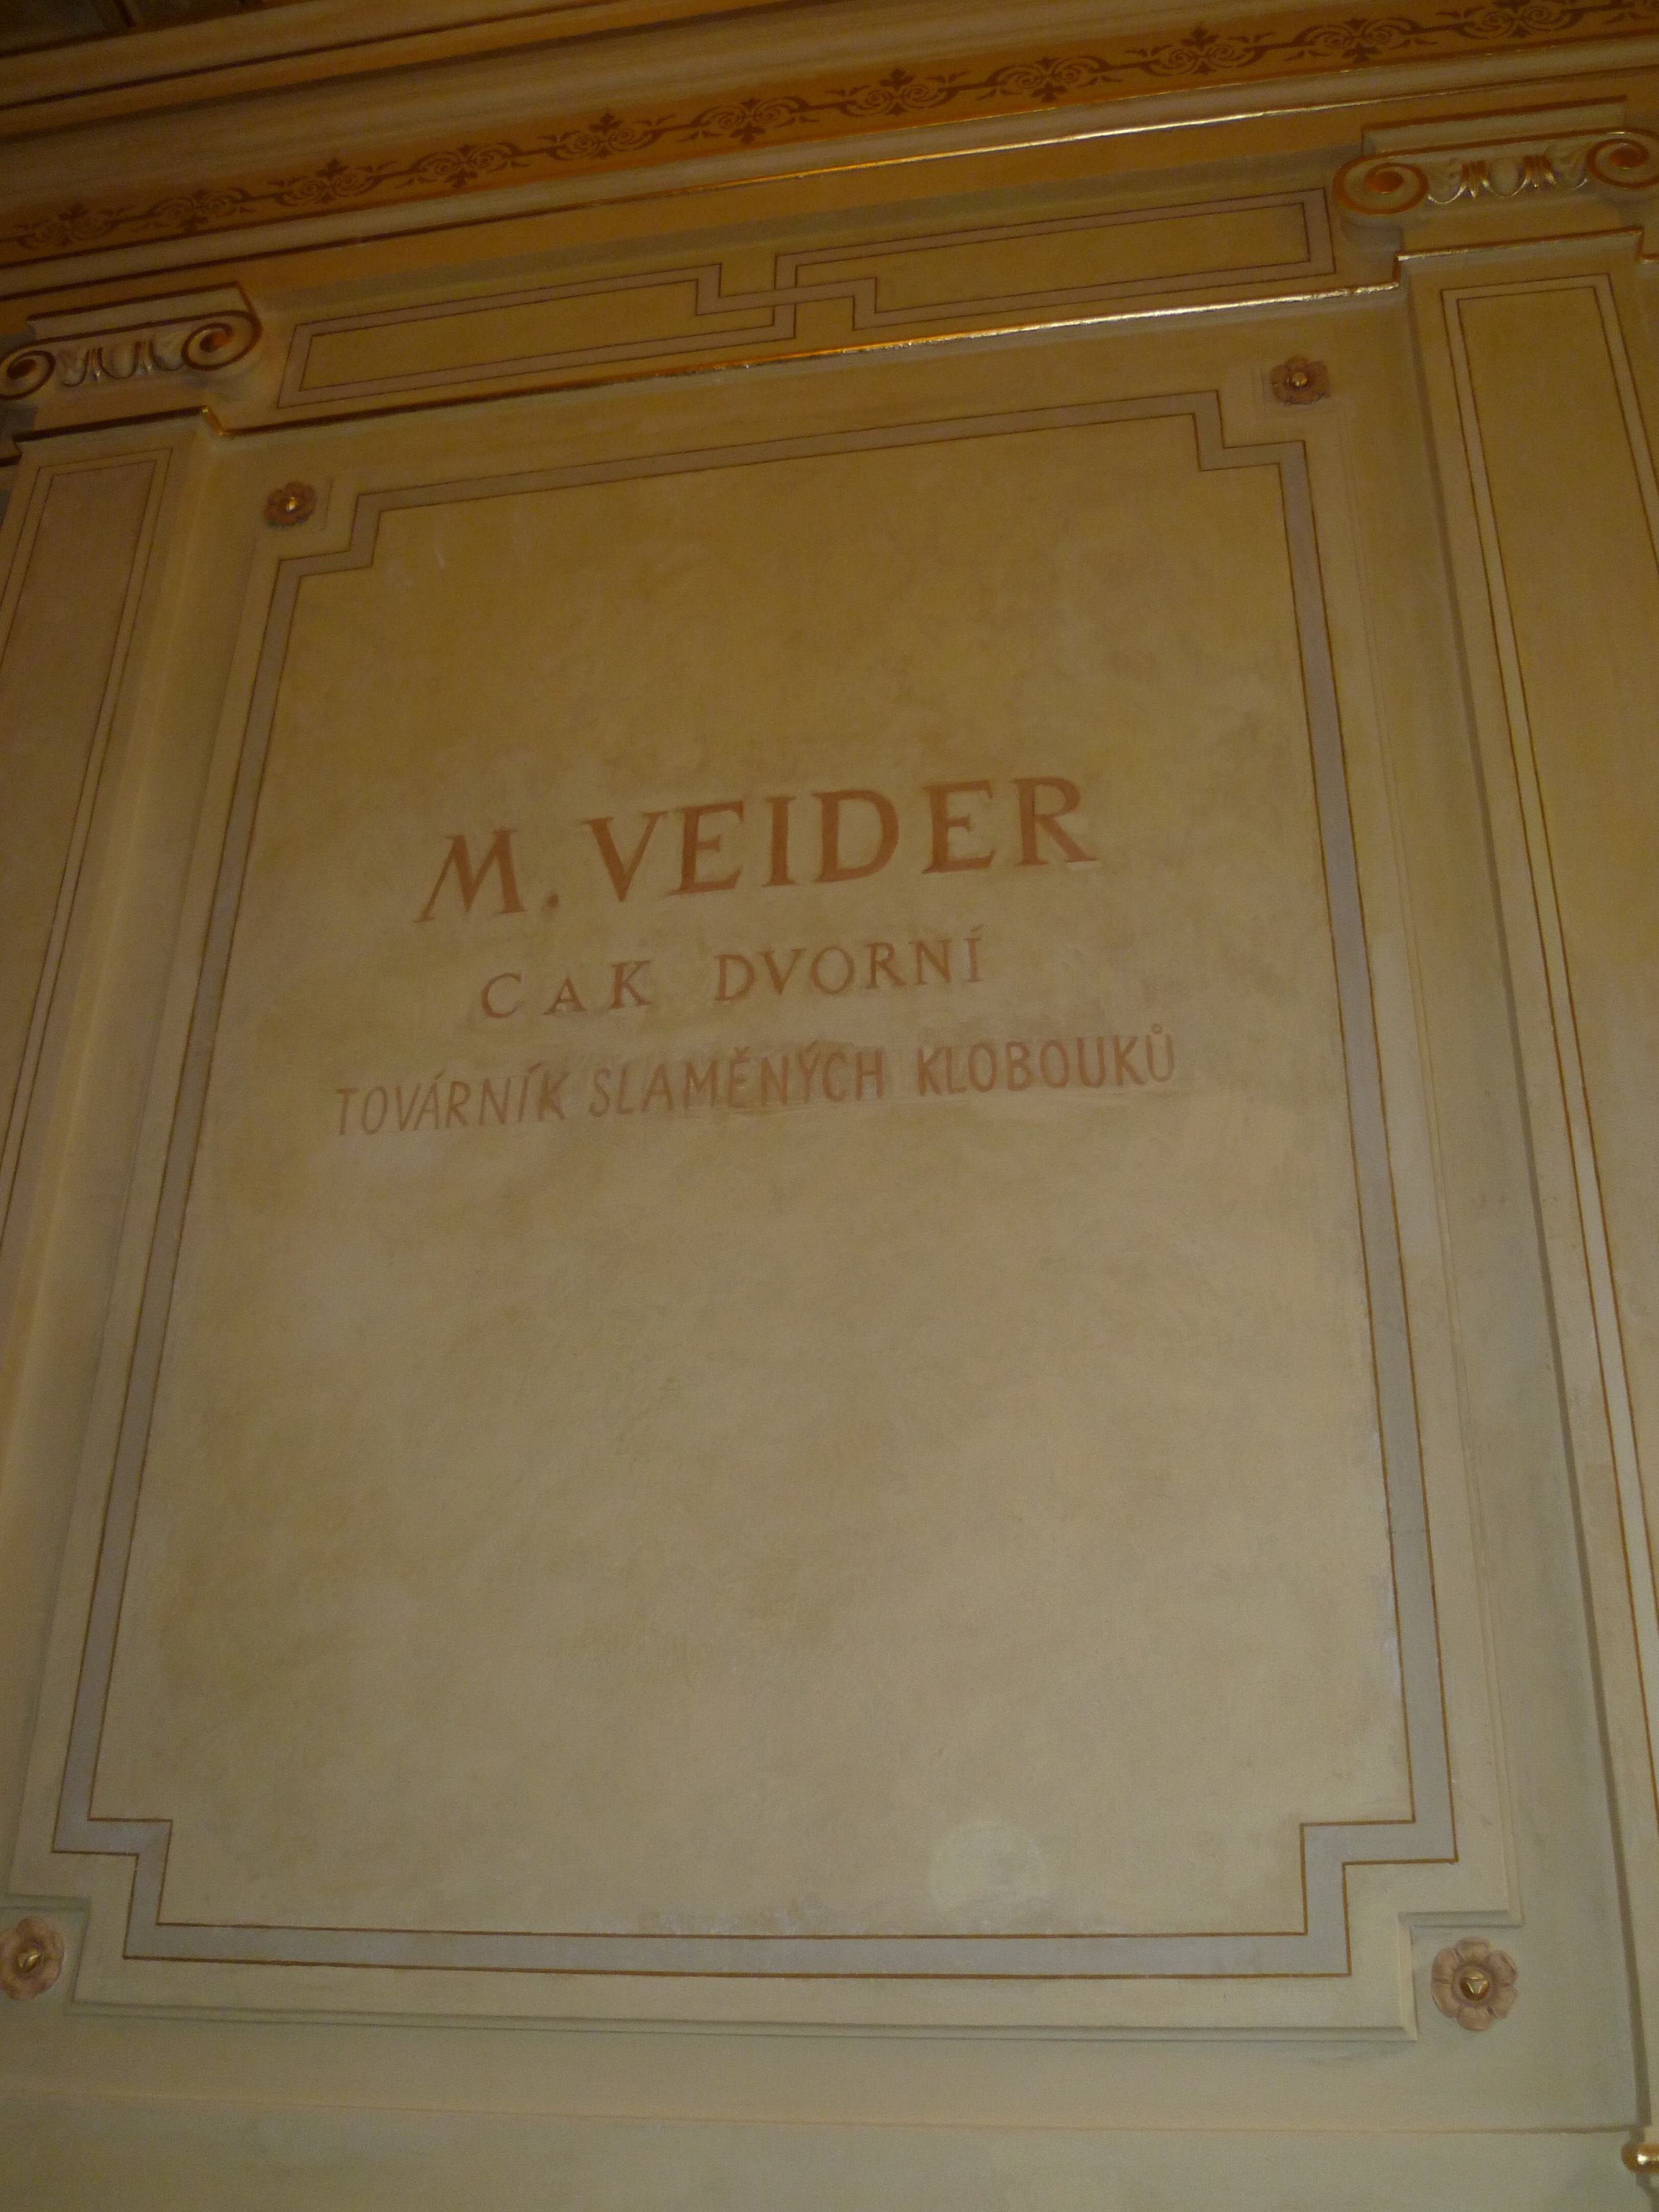 M. VEIDER
C A K DVORNÍ
TOVÁRNÍK SLAMĚNÝCH KLOBOUKŮ